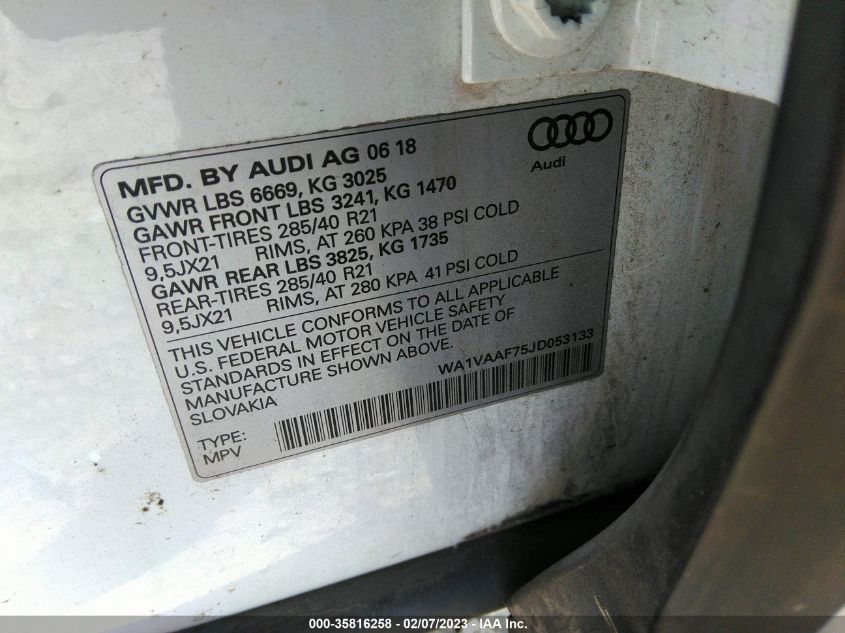 MFD. BY AUDI AG 06 18
Audi
GVWR LBS 6669, KG 3025
GAWR FRONT LBS 3241, KG 1470
FRONT-TIRES 285/40 R21
9,5JX21 RIMS, AT 260 KPA 38 PSI COLD
GAWR REAR LBS 3825, KG 1735
REAR-TIRES 285/40 R21
9,5JX21 RIMS, AT 280 KPA 41 PSI COLD
THIS VEHICLE CONFORMS TO ALL APPLICABLE
U.S. FEDERAL MOTOR VEHICLE SAFETY
STANDARDS IN EFFECT ON THE DATE OF
MANUFACTURE SHOWN ABOVE.
SLOVAKIA
WA1VAAF75JD053133
TYPE:
MPV
000-35816258 - 02/07/2023 - IAA Inc.